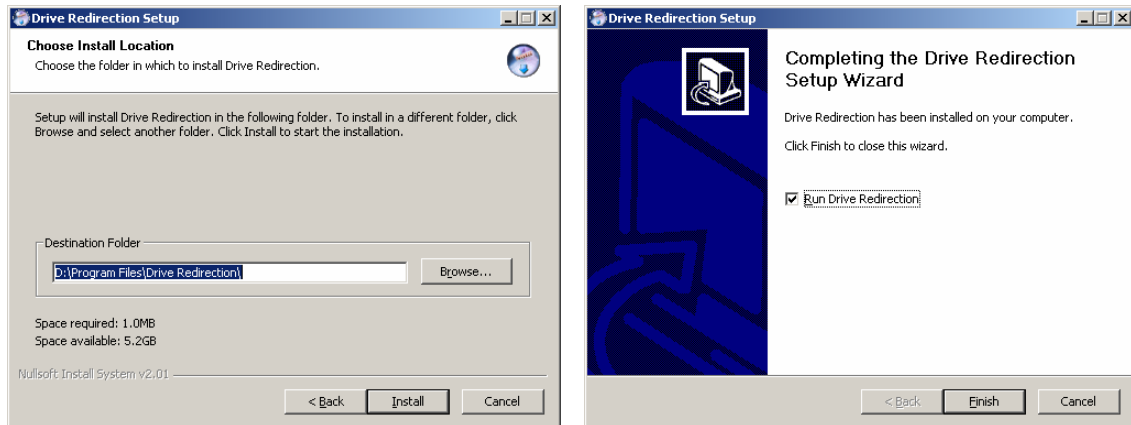 Drive Redirection Setup
Choose Install Location
Choose the folder in which to install Drive Redirection.
Setup will install Drive Redirection in the following folder. To install in a different folder, click
Browse and select another folder. Click Install to start the installation.
Destination Folder
D:\Program Files\Drive Redirection\
Browse...
Space required: 1.0MB
Space available: 5.2GB
Nullsoft Install System v2.01
< Back
Install
Cancel
Drive Redirection Setup
Completing the Drive Redirection
Setup Wizard
Drive Redirection has been installed on your computer.
Click Finish to close this wizard.
Run Drive Redirection
< Back
Finish
Cancel